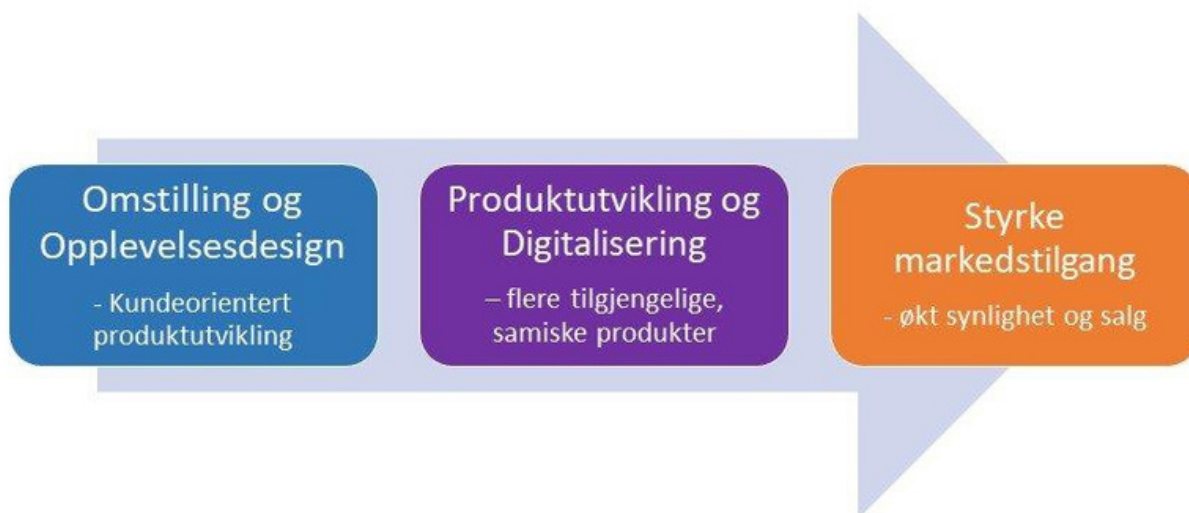 Omstilling og
Opplevelsesdesign
- Kundeorientert
produktutvikling
Produktutvikling og
Digitalisering
– flere tilgjengelige,
samiske produkter
Styrke
markedstilgang
- økt synlighet og salg